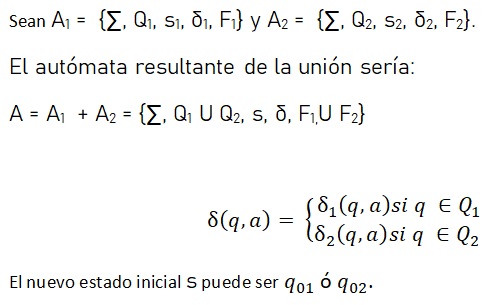 Sean A₁ = {∑, Q₁, s₁, δ₁, F₁} y A₂ = {∑, Q₂, s₂, δ₂, F₂}.
El autómata resultante de la unión sería:
A = A₁ + A₂ = {∑, Q₁ U Q₂, s, δ, F₁,U F₂}
δ(q, a) = { δ₁(q, a)si q ∈ Q₁
δ₂(q, a)si q ∈ Q₂
El nuevo estado inicial S puede ser q₀₁ ó q₀₂.